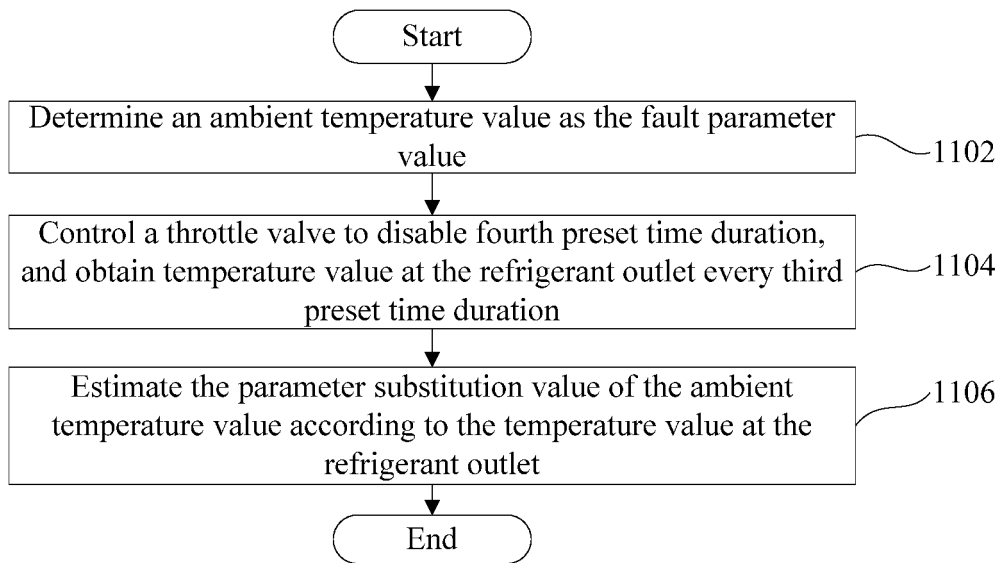 Start
Determine an ambient temperature value as the fault parameter
value
1102
Control a throttle valve to disable fourth preset time duration,
and obtain temperature value at the refrigerant outlet every third
preset time duration
1104
Estimate the parameter substitution value of the ambient
temperature value according to the temperature value at the
refrigerant outlet
1106
End